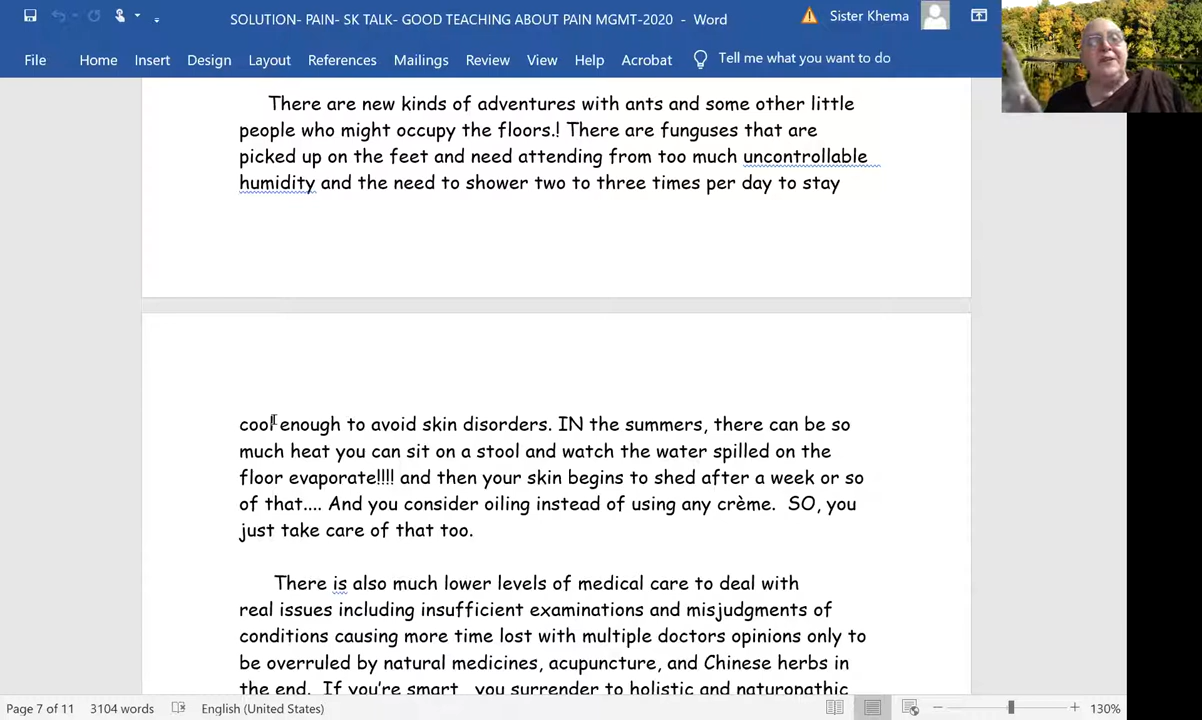 SOLUTION- PAIN- SK TALK- GOOD TEACHING ABOUT PAIN MGMT-2020 - Word
Sister Khema
File Home Insert Design Layout References Mailings Review View Help Acrobat Tell me what you want to do
There are new kinds of adventures with ants and some other little
people who might occupy the floors.! There are funguses that are
picked up on the feet and need attending from too much uncontrollable
humidity and the need to shower two to three times per day to stay
cool enough to avoid skin disorders. IN the summers, there can be so
much heat you can sit on a stool and watch the water spilled on the
floor evaporate!!!! and then your skin begins to shed after a week or so
of that.... And you consider oiling instead of using any crème. SO, you
just take care of that too.
There is also much lower levels of medical care to deal with
real issues including insufficient examinations and misjudgments of
conditions causing more time lost with multiple doctors opinions only to
be overruled by natural medicines, acupuncture, and Chinese herbs in
the end. If you're smart you surrender to holistic and naturopathic
Page 7 of 11 3104 words English (United States) 130%